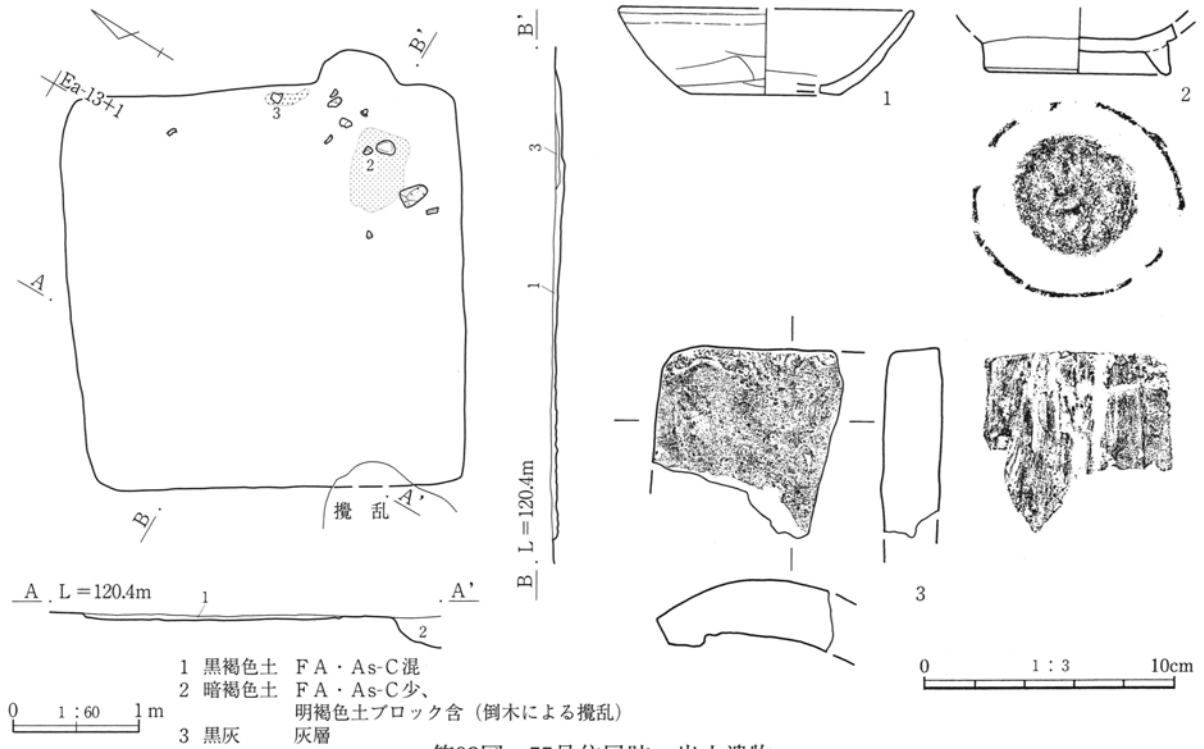 Ea-13+1
B'
B'
3
2
3
1
A
A'
攪乱
B
B L=120.4m
A L=120.4m A'
1
2
1 黒褐色土 FA・As-C混
2 暗褐色土 FA・As-C少、
明褐色土ブロック含（倒木による攪乱）
3 黒灰 灰層
0 1:60 1m
1
2
3
0 1:3 10cm